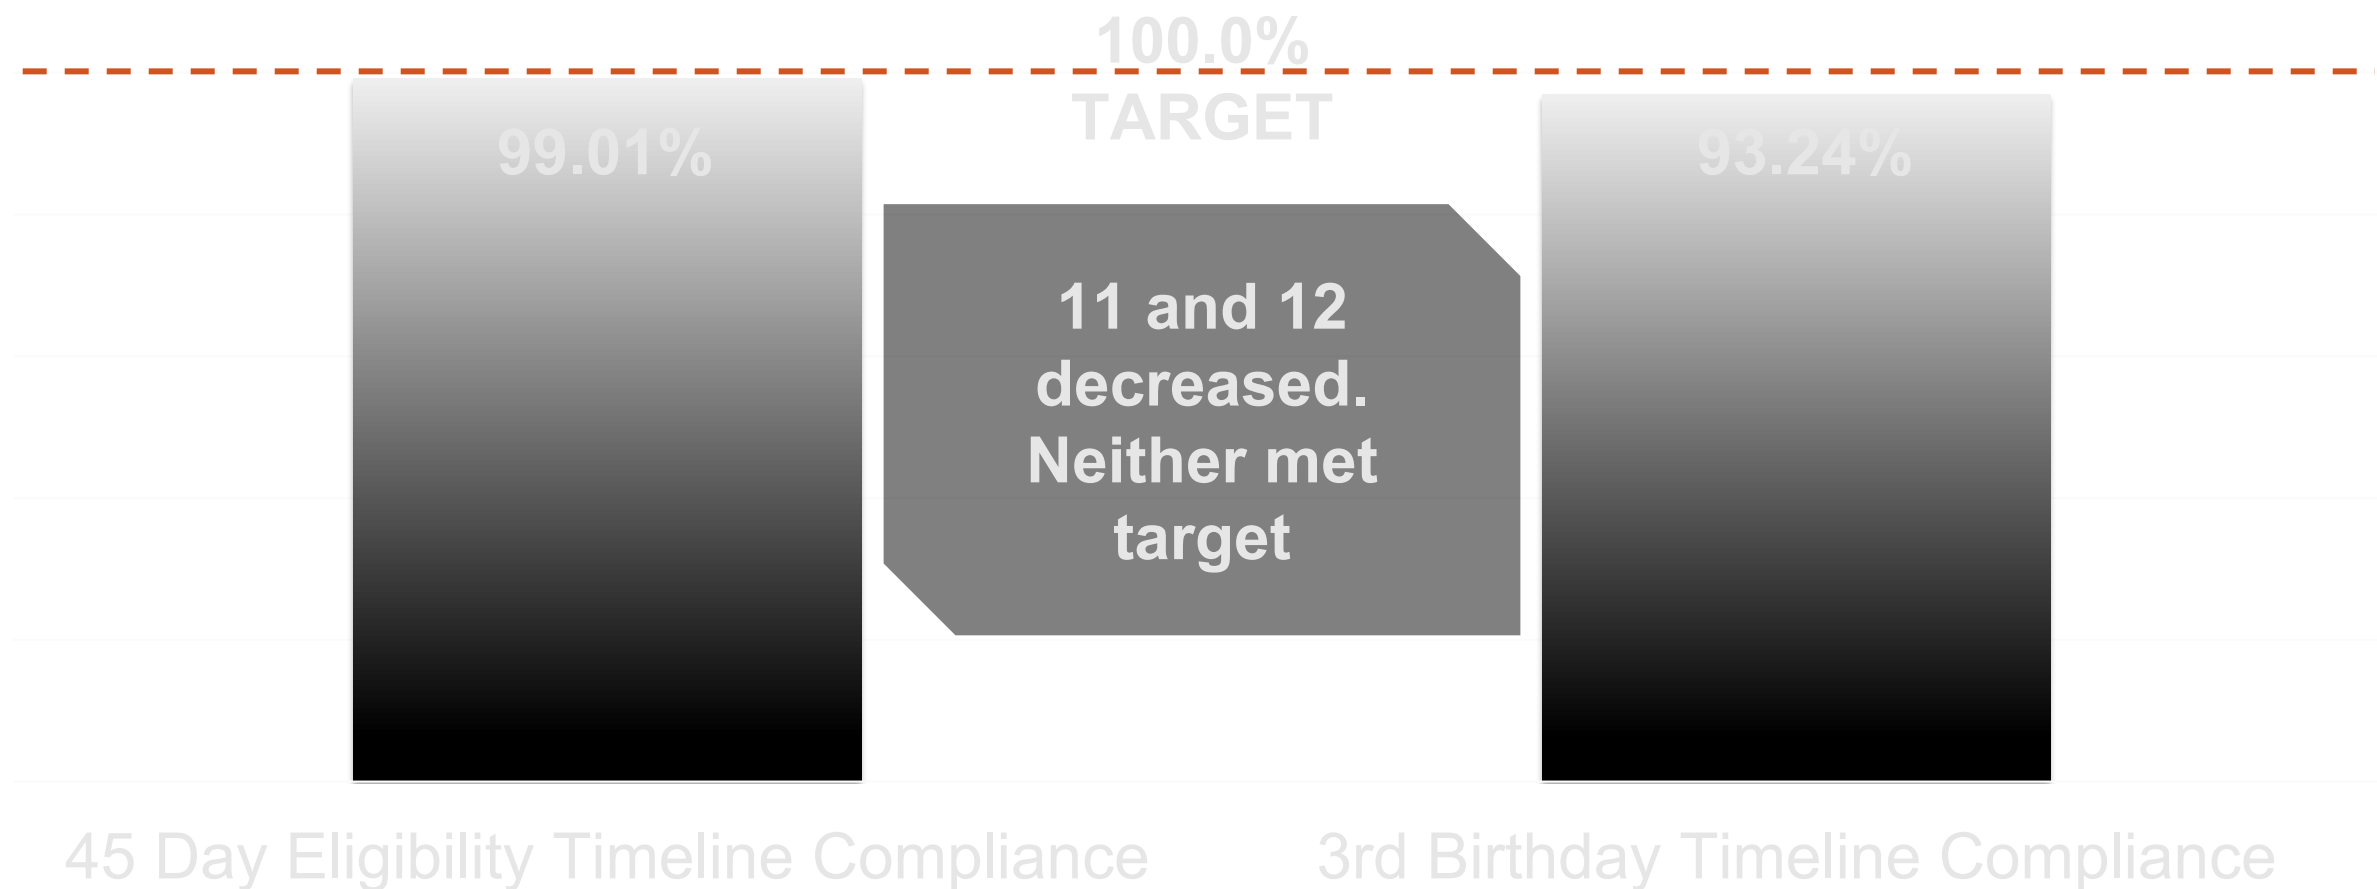 100.0%
TARGET
99.01%
93.24%
11 and 12
decreased.
Neither met
target
45 Day Eligibility Timeline Compliance
3rd Birthday Timeline Compliance